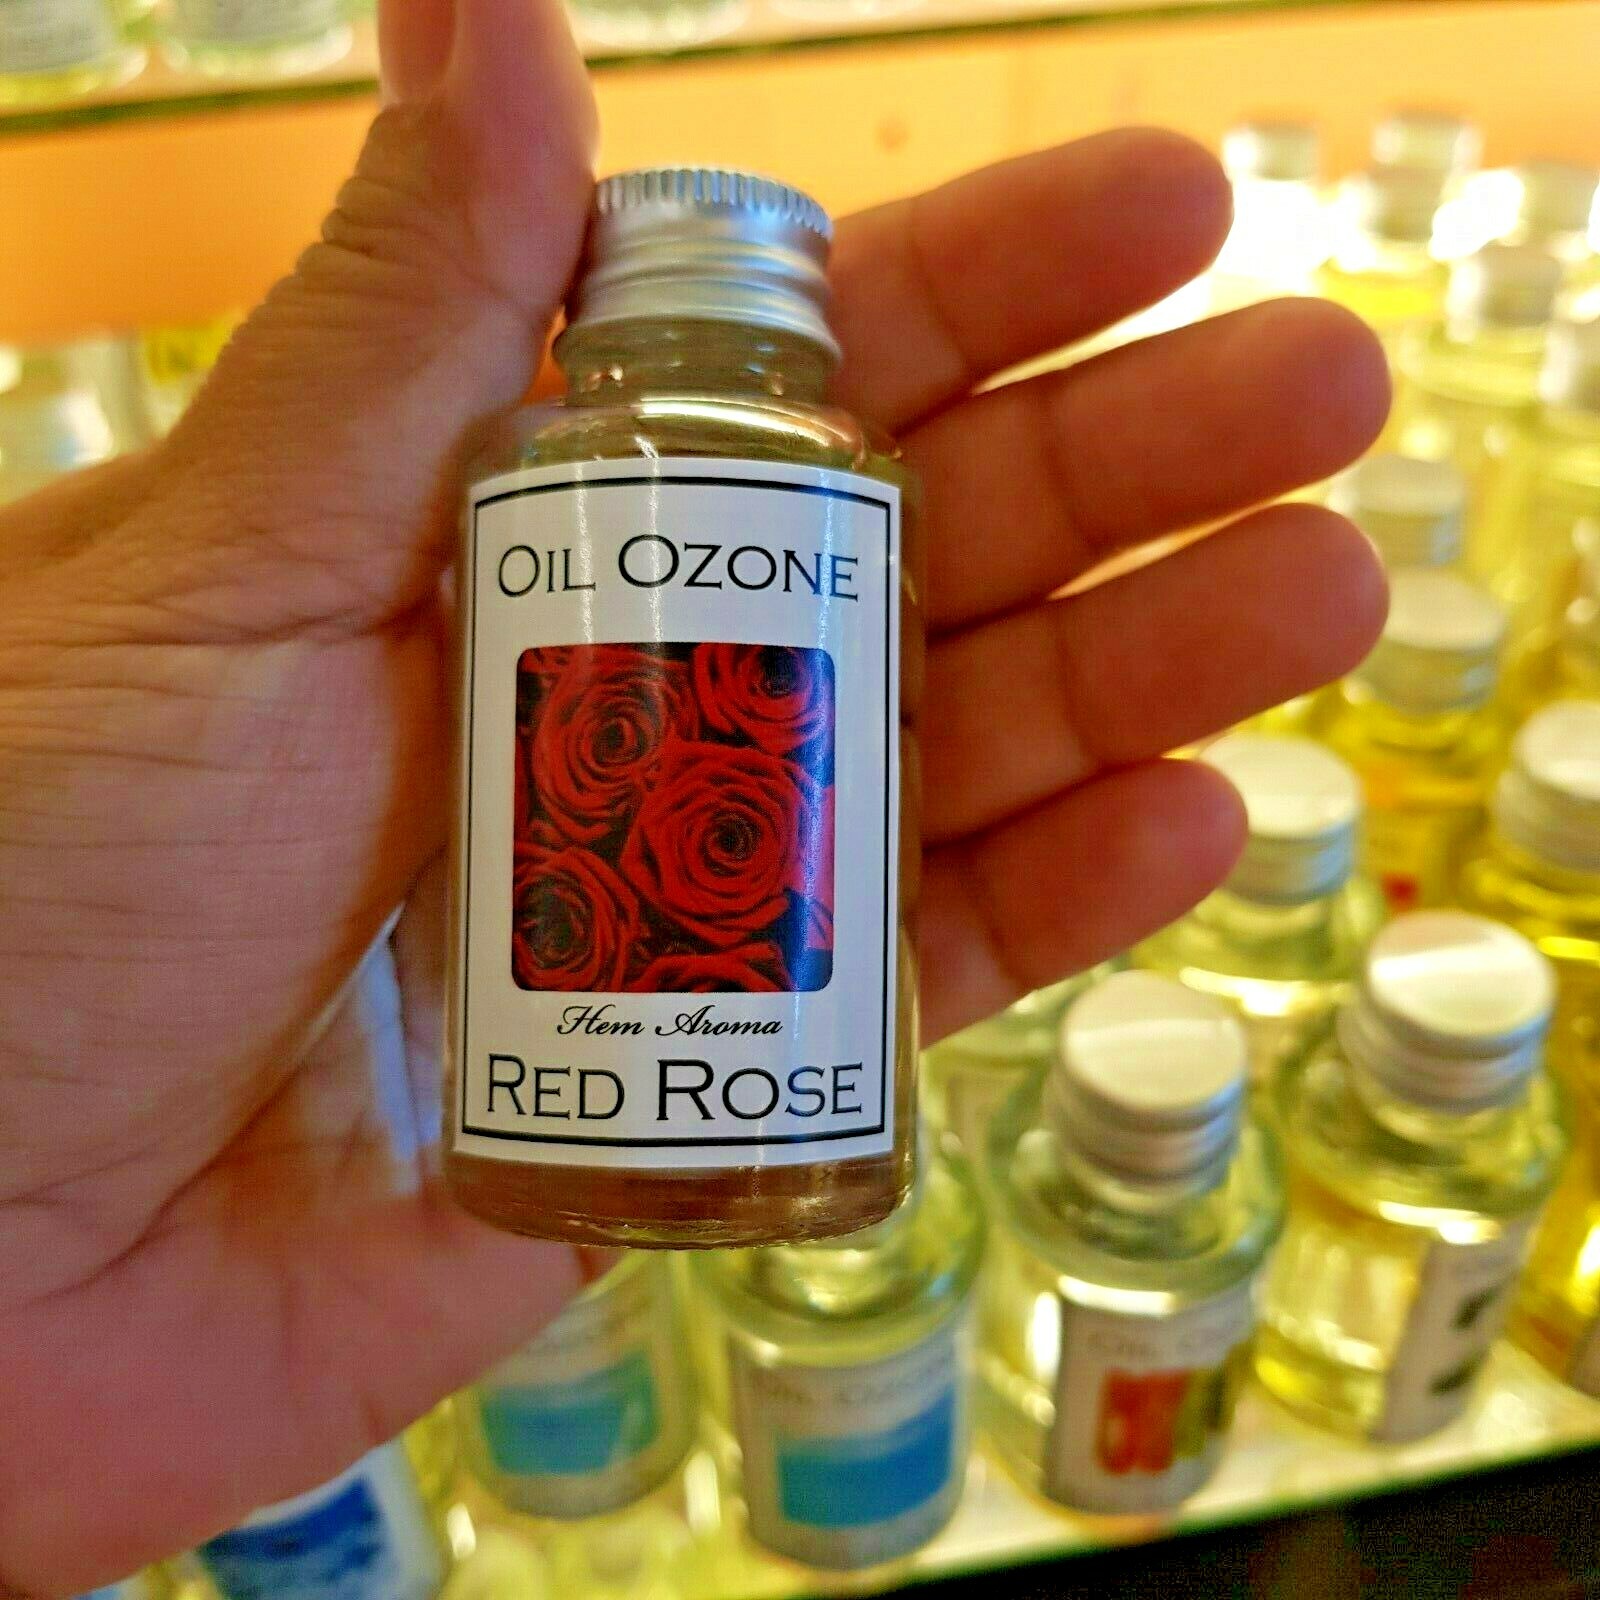 OIL OZONE
Hem Aroma
RED ROSE